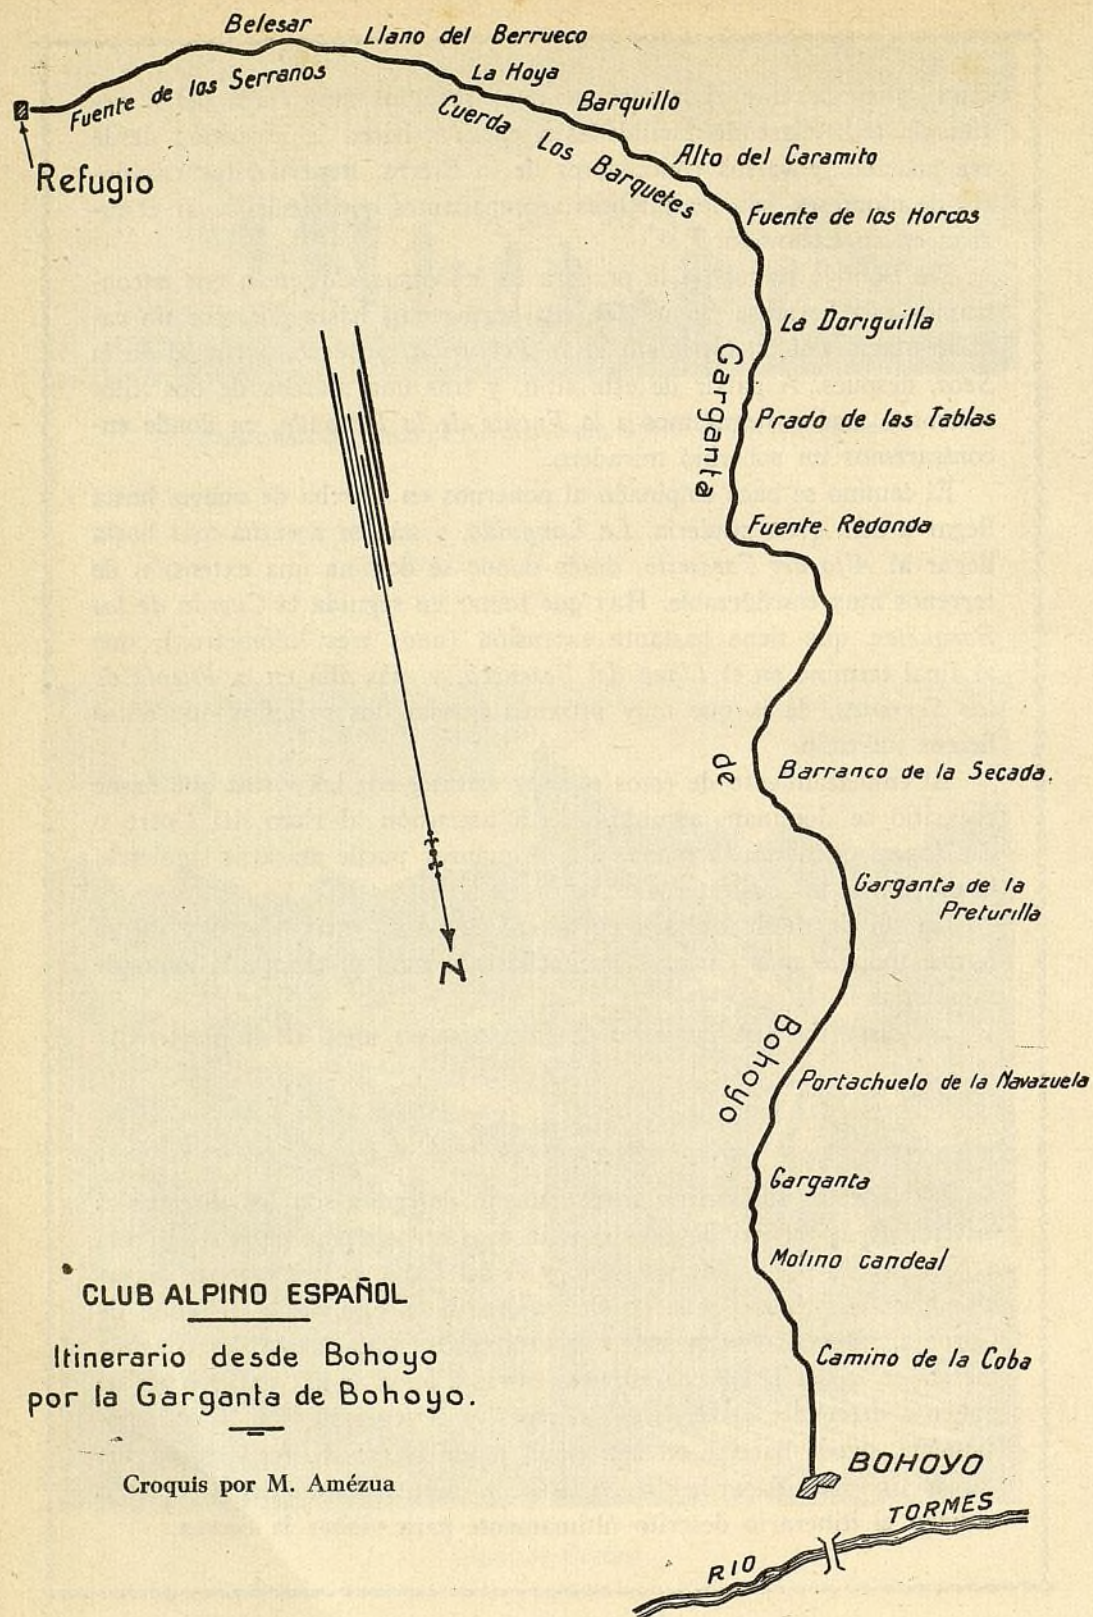 Belesar
Llano del Berrueco
Fuente de los Serranos
La Hoya
Cuerda Los Barquetes
Barquillo
Refugio
Alto del Caramito
Fuente de los Horcos
La Doriguilla
Prado de las Tablas
Fuente Redonda
Garganta de Bohoyo
Barranco de la Secada.
Garganta de la
Preturilla
N
Portachuelo de la Navazuela
Garganta
Molino candeal
Camino de la Coba
CLUB ALPINO ESPAÑOL
Itinerario desde Bohoyo
por la Garganta de Bohoyo.
Croquis por M. Amézua
BOHOYO
RIO TORMES